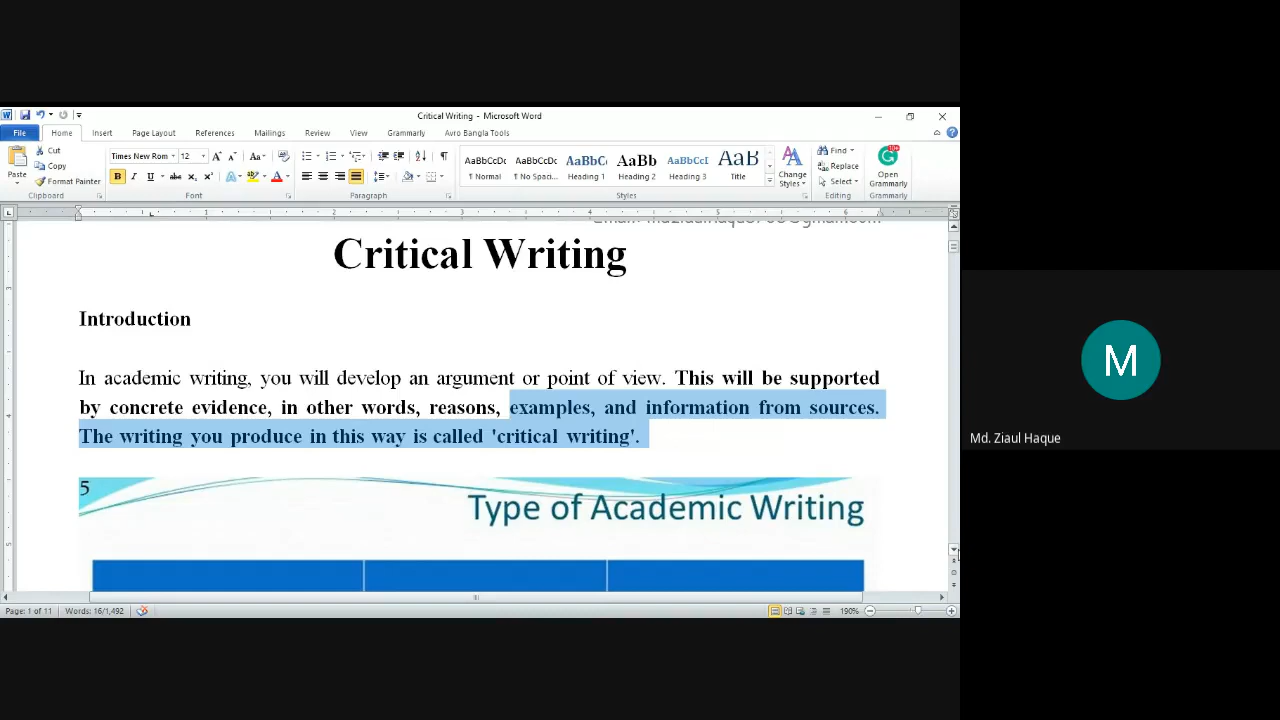 Critical Writing - Microsoft Word
File Home Insert Page Layout References Mailings Review View Grammarly Avro Bangla Tools
Paste
Cut
Copy
Format Painter
Clipboard
Times New Rom 12
Font
Paragraph
AaBbCcDc AaBbCcDc AaBbC AaBb AaBbCcI AaB
¶ Normal ¶ No Spaci... Heading 1 Heading 2 Heading 3 Title
Styles
Change
Styles
Find
Replace
Select
Editing
Open
Grammarly
Grammarly
Critical Writing
Introduction
In academic writing, you will develop an argument or point of view. This will be supported
by concrete evidence, in other words, reasons, examples, and information from sources.
The writing you produce in this way is called 'critical writing'.
5
Type of Academic Writing
Page: 1 of 11 Words: 16/1,492 190%
M
Md. Ziaul Haque